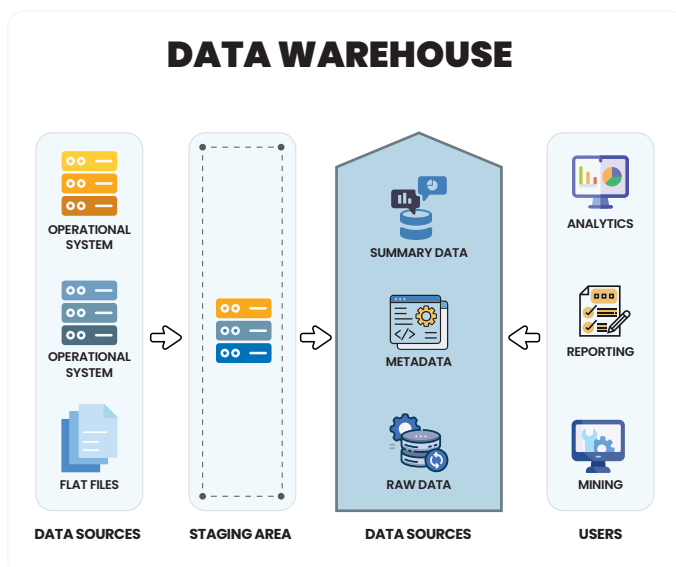 DATA WAREHOUSE
OPERATIONAL
SYSTEM
OPERATIONAL
SYSTEM
FLAT FILES
DATA SOURCES
STAGING AREA
SUMMARY DATA
METADATA
RAW DATA
DATA SOURCES
ANALYTICS
REPORTING
MINING
USERS